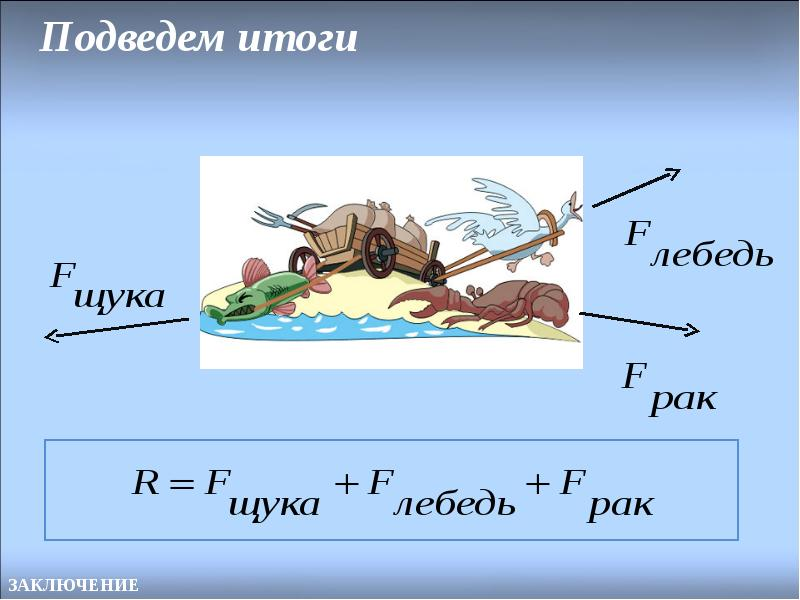 Подведем итоги
F лебедь
F щука
F рак
R = F щука + F лебедь + F рак
ЗАКЛЮЧЕНИЕ